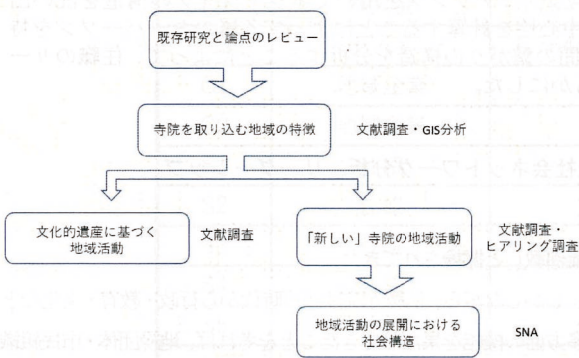 既存研究と論点のレビュー
寺院を取り込む地域の特徴
文献調査・GIS分析
文化的遺産に基づく
地域活動
文献調査
「新しい」寺院の地域活動
文献調査・
ヒアリング調査
地域活動の展開における
社会構造
SNA